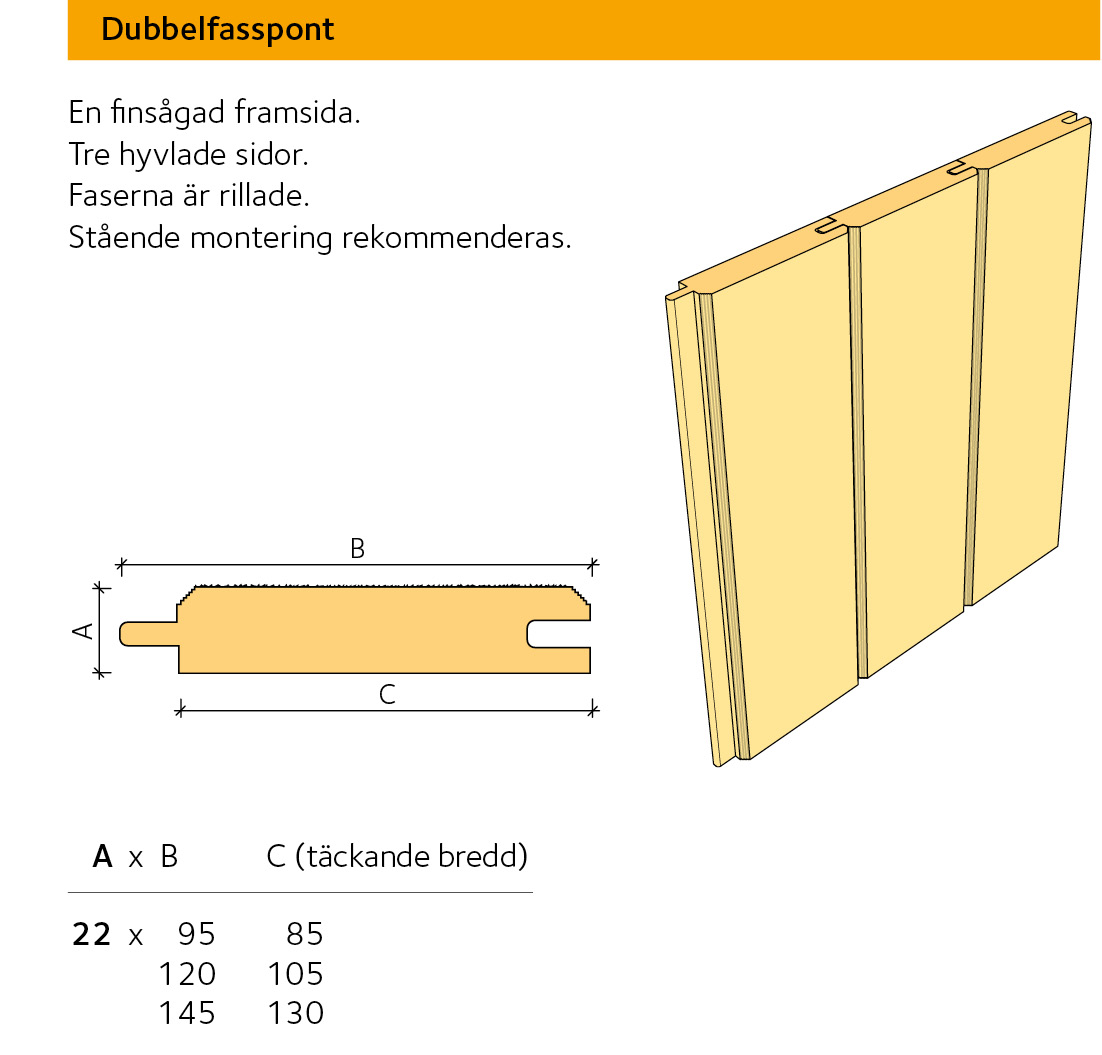 Dubbelfasspont
En finsågad framsida.
Tre hyvlade sidor.
Faserna är rillade.
Stående montering rekommenderas.
B
A
C
A x B C (täckande bredd)
22 x 95 85
120 105
145 130